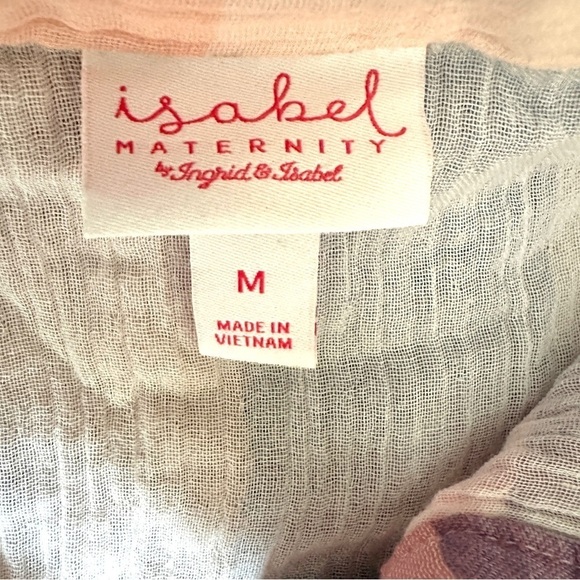 isabel
MATERNITY
by Ingrid & Isabel
M
MADE IN
VIETNAM